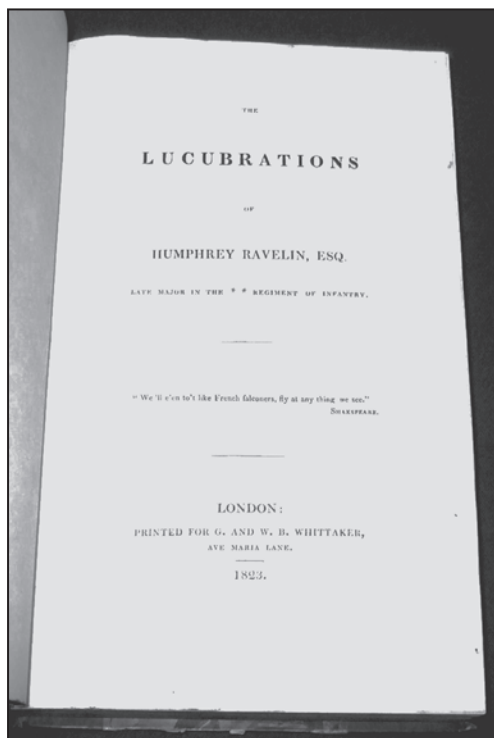 THE
LUCUBRATIONS
OF
HUMPHREY RAVELIN, ESQ.
LATE MAJOR IN THE * * REGIMENT OF INFANTRY.
" We 'll e'en to't like French falconers, fly at any thing we see."
SHAKSPEARE.
LONDON:
PRINTED FOR G. AND W. B. WHITTAKER,
AVE MARIA LANE.
1823.